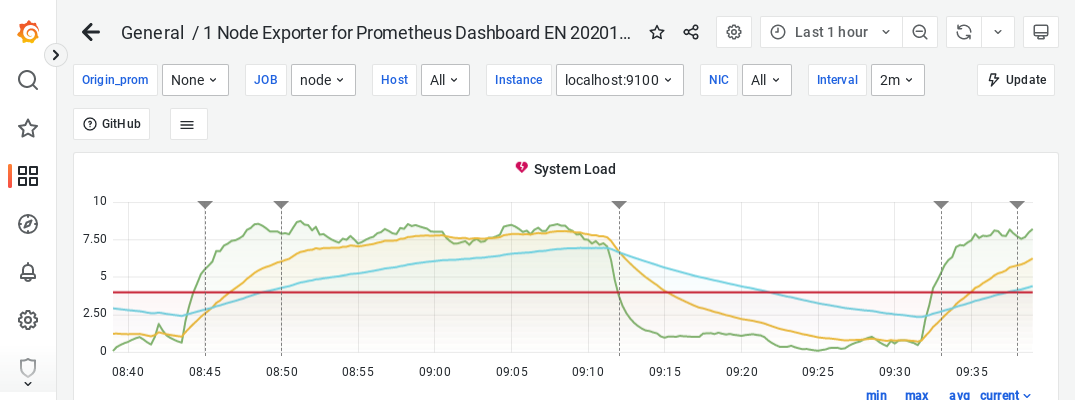 General / 1 Node Exporter for Prometheus Dashboard EN 20201...
Last 1 hour
Origin_prom None JOB node Host All Instance localhost:9100 NIC All Interval 2m Update
GitHub
System Load
10
7.50
5
2.50
0
08:40 08:45 08:50 08:55 09:00 09:05 09:10 09:15 09:20 09:25 09:30 09:35
min max avg current